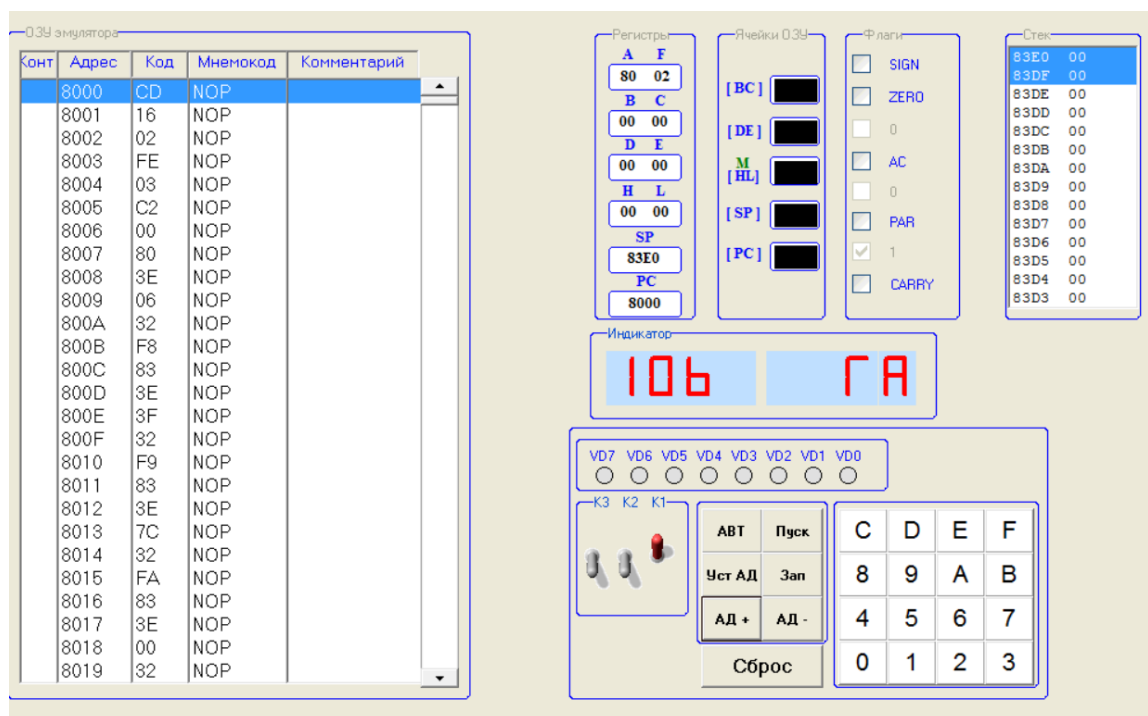 ОЗУ эмулятора
Конт Адрес Код Мнемокод Комментарий
8000 CD NOP
8001 16 NOP
8002 02 NOP
8003 FE NOP
8004 03 NOP
8005 C2 NOP
8006 00 NOP
8007 80 NOP
8008 3E NOP
8009 06 NOP
800A 32 NOP
800B F8 NOP
800C 83 NOP
800D 3E NOP
800E 3F NOP
800F 32 NOP
8010 F9 NOP
8011 83 NOP
8012 3E NOP
8013 7C NOP
8014 32 NOP
8015 FA NOP
8016 83 NOP
8017 3E NOP
8018 00 NOP
8019 32 NOP
Регистры
A F
80 02
B C
00 00
D E
00 00
H L
00 00
SP
83E0
PC
8000
Ячейки ОЗУ
[BC]
[DE]
M
[HL]
[SP]
[PC]
Флаги
SIGN
ZERO
0
AC
0
PAR
1
CARRY
Стек
83E0 00
83DF 00
83DE 00
83DD 00
83DC 00
83DB 00
83DA 00
83D9 00
83D8 00
83D7 00
83D6 00
83D5 00
83D4 00
83D3 00
Индикатор
10b ГА
VD7 VD6 VD5 VD4 VD3 VD2 VD1 VD0
K3 K2 K1
АВТ Пуск
Уст АД Зап
АД + АД -
Сброс
C D E F
8 9 A B
4 5 6 7
0 1 2 3